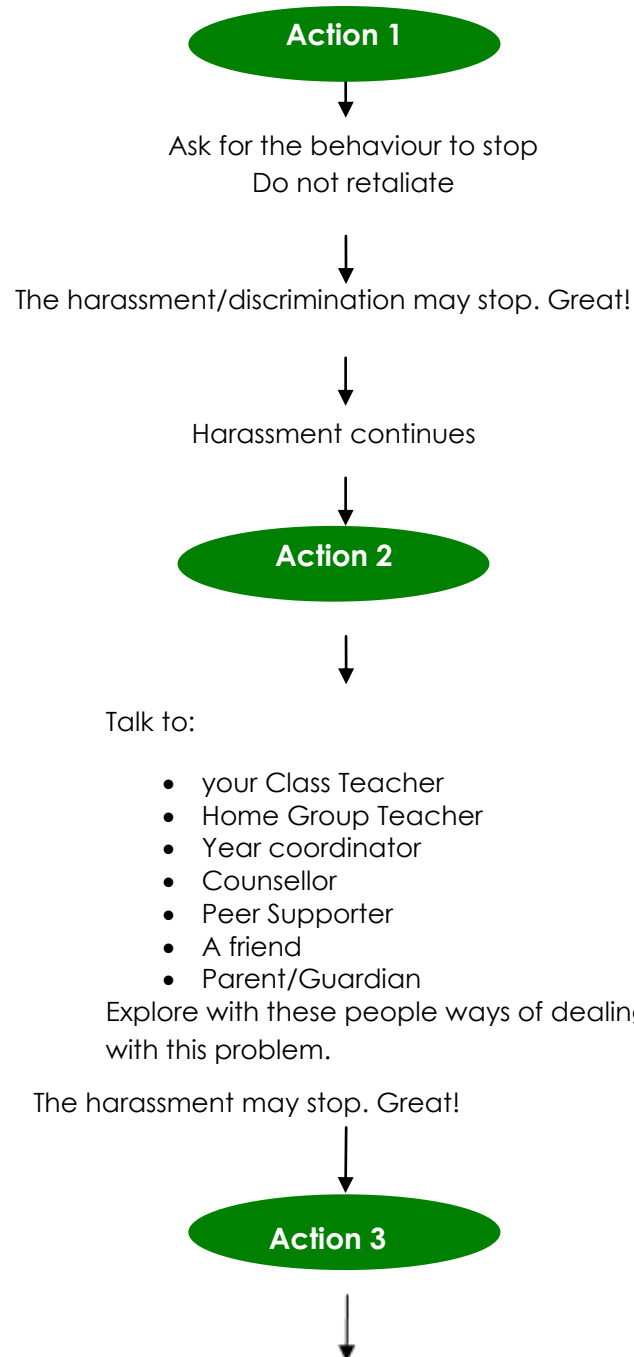 Action 1
Ask for the behaviour to stop
Do not retaliate
The harassment/discrimination may stop. Great!
Harassment continues
Action 2
Talk to:
• your Class Teacher
• Home Group Teacher
• Year coordinator
• Counsellor
• Peer Supporter
• A friend
• Parent/Guardian
Explore with these people ways of dealing
with this problem.
The harassment may stop. Great!
Action 3